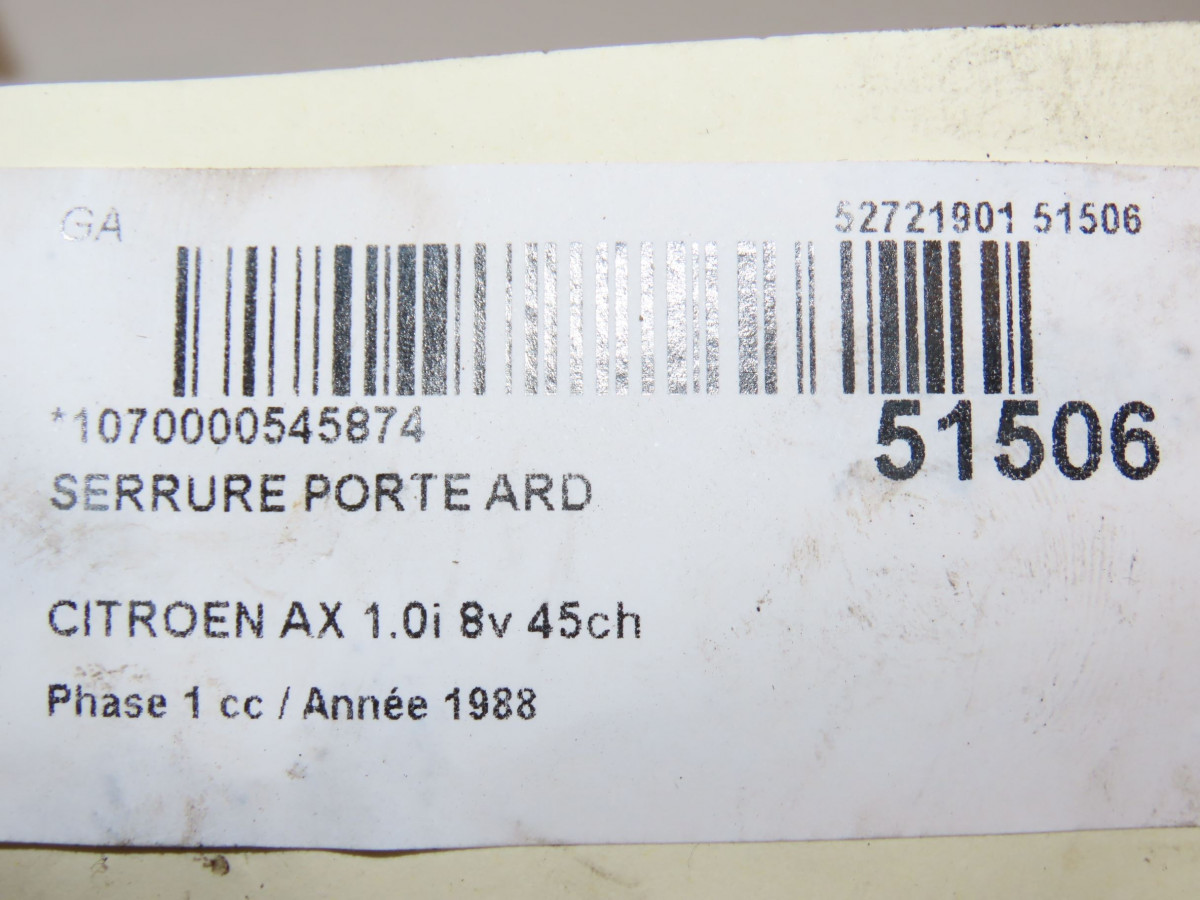 GA
52721901 51506
*1070000545874
51506
SERRURE PORTE ARD
CITROEN AX 1.0i 8v 45ch
Phase 1 cc / Année 1988